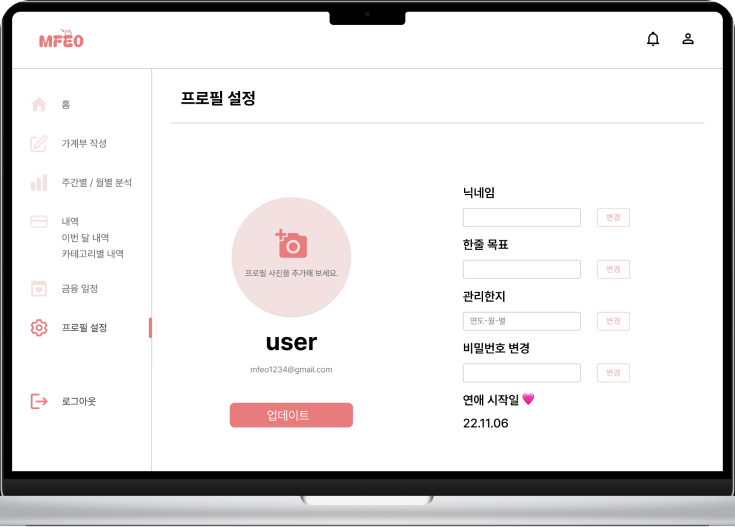 MFEO
홈
가계부 작성
주간별 / 월별 분석
내역
이번 달 내역
카테고리별 내역
금융 일정
프로필 설정
로그아웃
프로필 설정
프로필 사진을 추가해 보세요.
user
mfeo1234@gmail.com
업데이트
닉네임
변경
한줄 목표
변경
관리한지
연도-월-별
변경
비밀번호 변경
변경
연애 시작일 💗
22.11.06